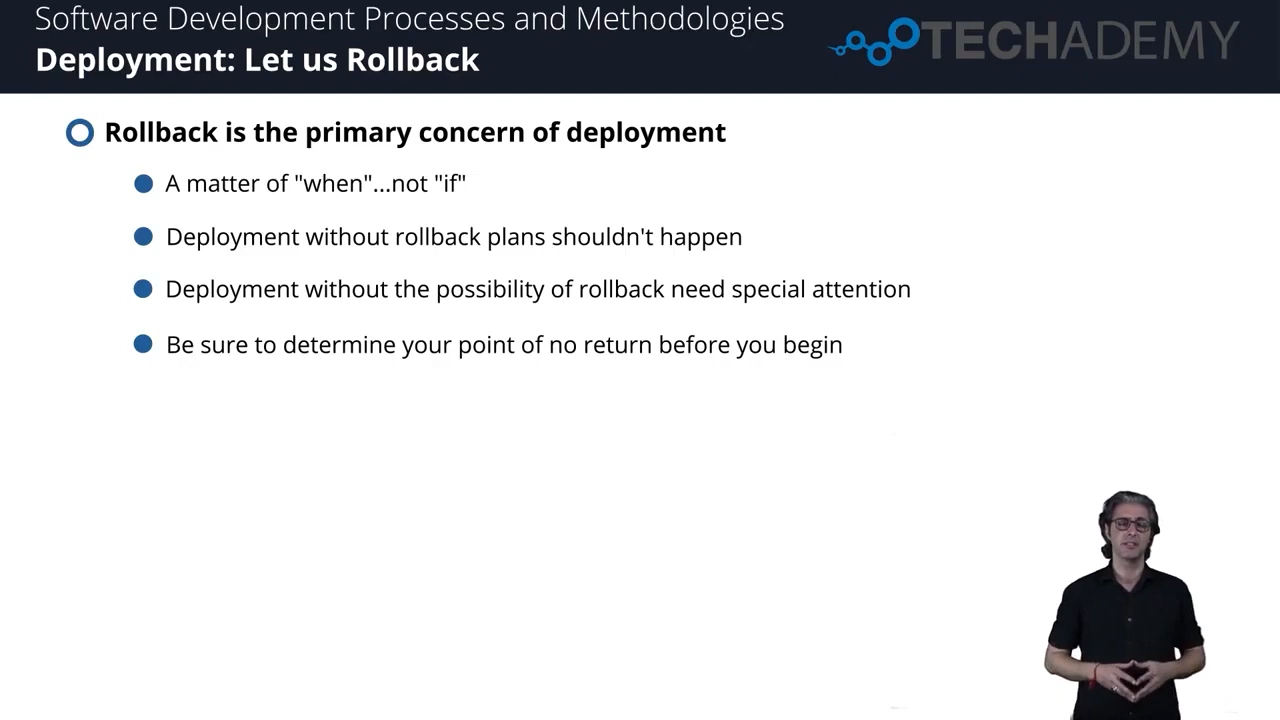 Software Development Processes and Methodologies
Deployment: Let us Rollback
TECHADEMY
Rollback is the primary concern of deployment
A matter of "when"...not "if"
Deployment without rollback plans shouldn't happen
Deployment without the possibility of rollback need special attention
Be sure to determine your point of no return before you begin